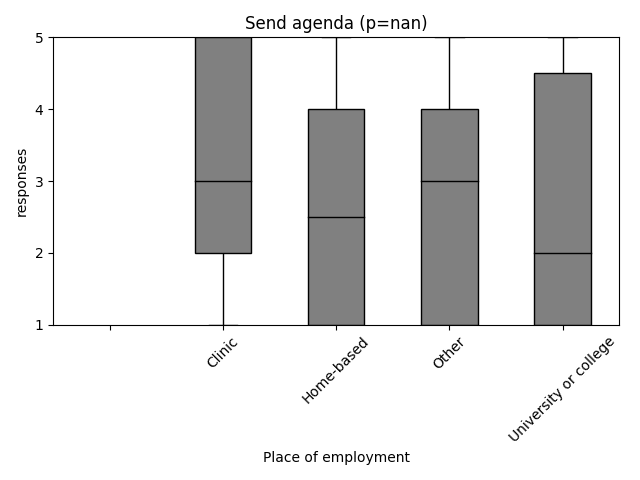 Send agenda (p=nan)
5
4
3
2
1
responses
Clinic
Home-based
Other
University or college
Place of employment